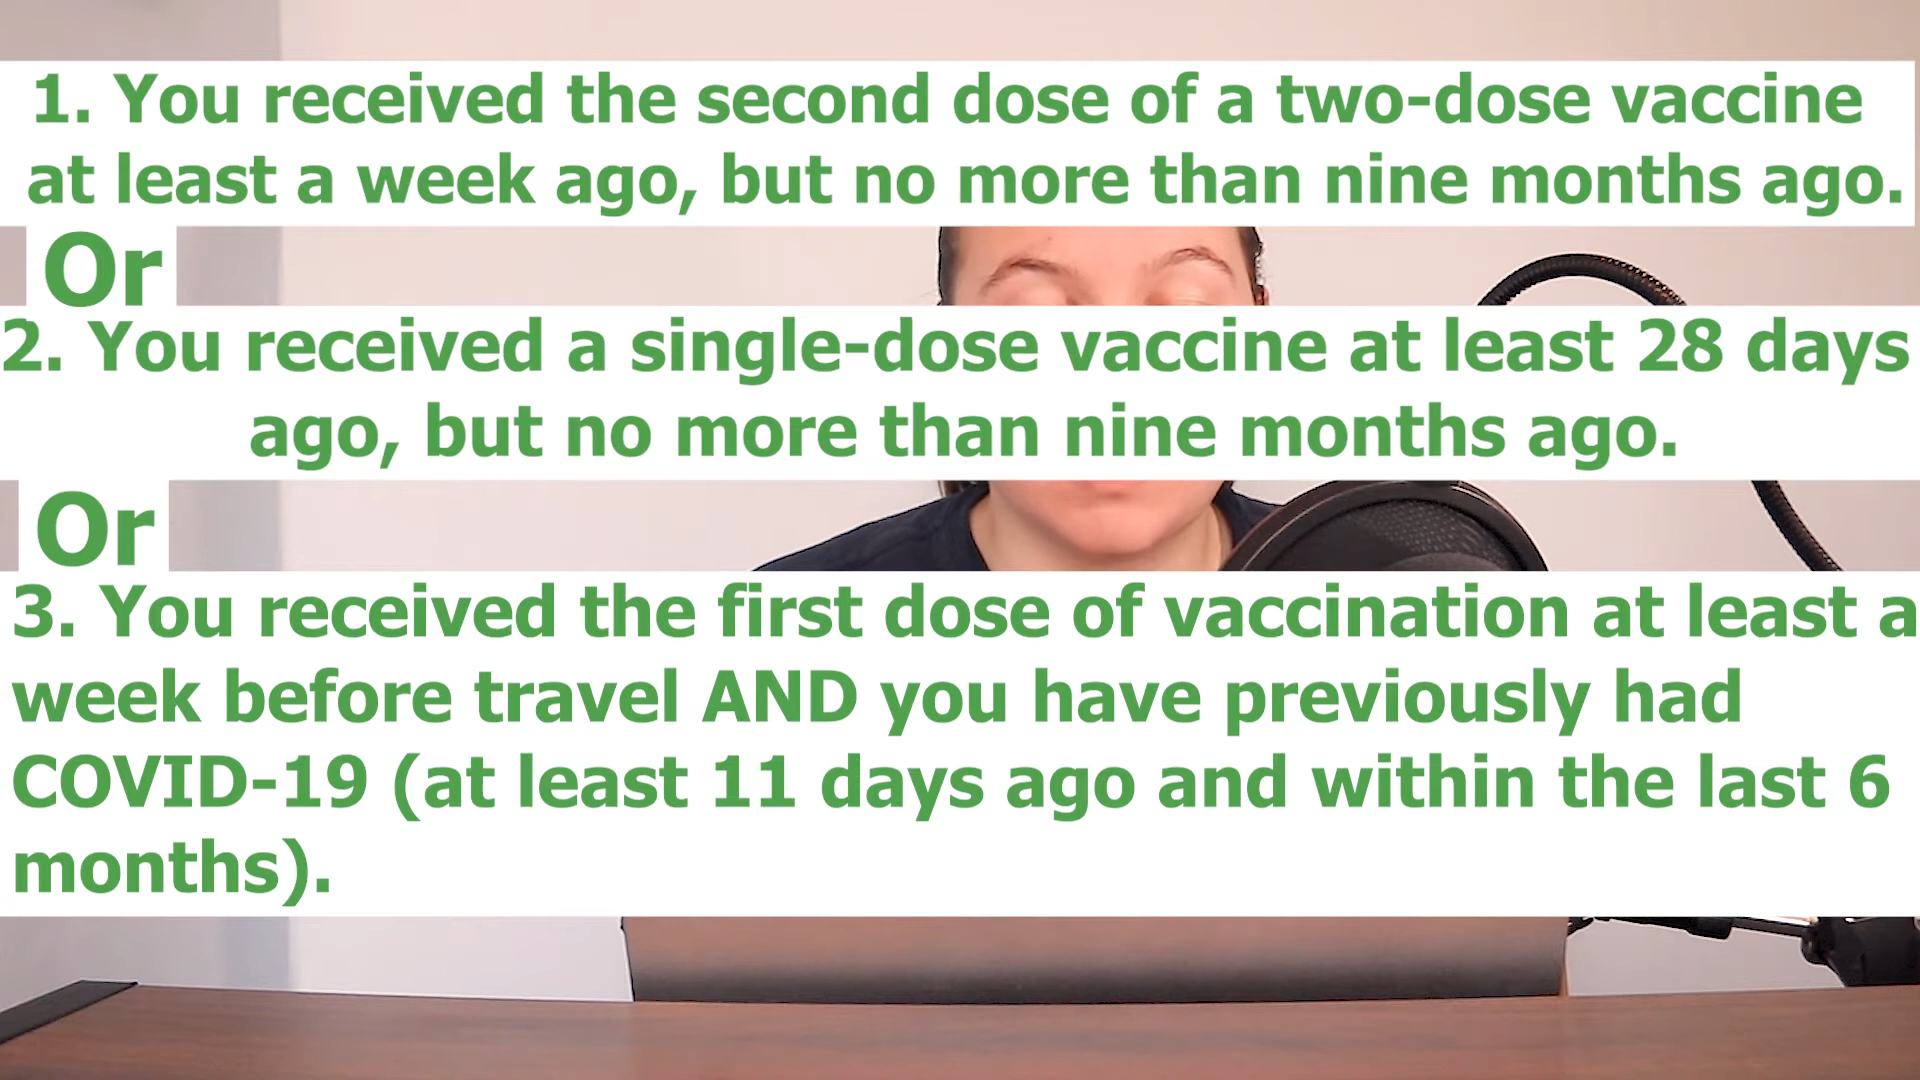 1. You received the second dose of a two-dose vaccine
at least a week ago, but no more than nine months ago.
Or
2. You received a single-dose vaccine at least 28 days
ago, but no more than nine months ago.
Or
3. You received the first dose of vaccination at least a
week before travel AND you have previously had
COVID-19 (at least 11 days ago and within the last 6
months).